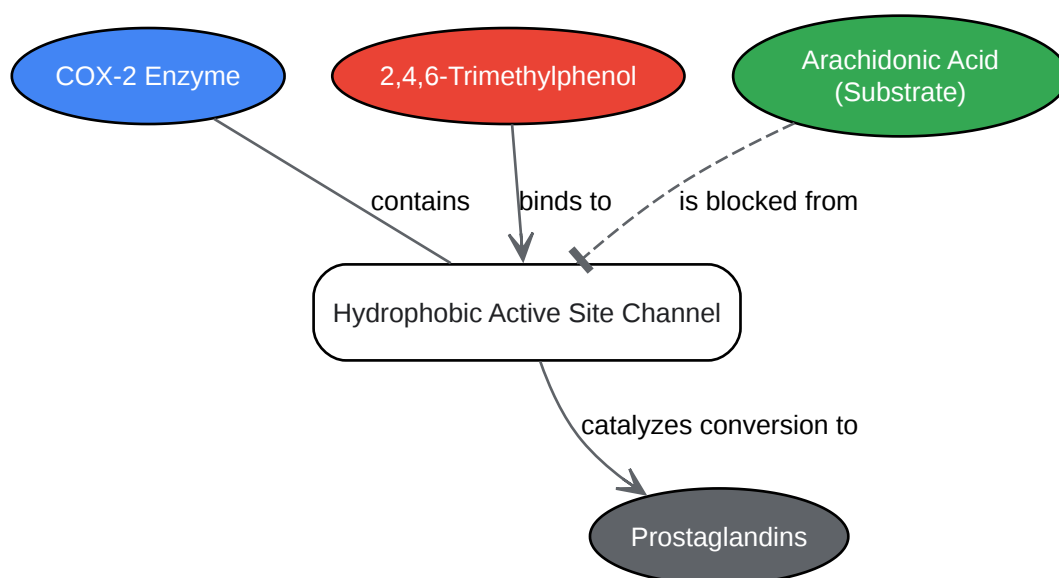 COX-2 Enzyme
2,4,6-Trimethylphenol
Arachidonic Acid
(Substrate)
contains
binds to
is blocked from
Hydrophobic Active Site Channel
catalyzes conversion to
Prostaglandins